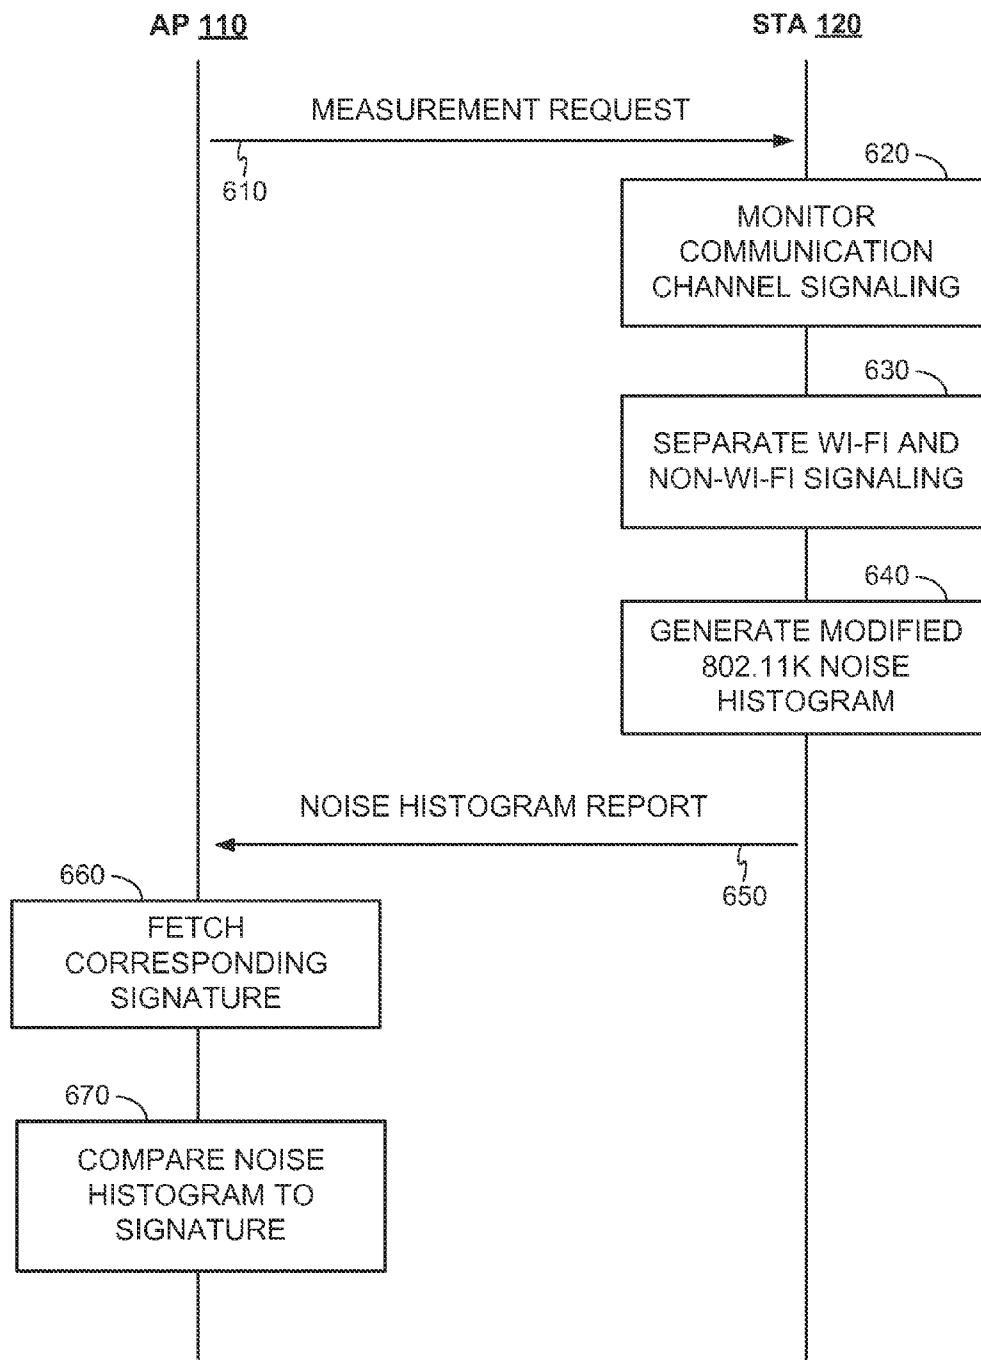 AP 110
STA 120
MEASUREMENT REQUEST
610
620
MONITOR
COMMUNICATION
CHANNEL SIGNALING
630
SEPARATE WI-FI AND
NON-WI-FI SIGNALING
640
GENERATE MODIFIED
802.11K NOISE
HISTOGRAM
NOISE HISTOGRAM REPORT
650
660
FETCH
CORRESPONDING
SIGNATURE
670
COMPARE NOISE
HISTOGRAM TO
SIGNATURE